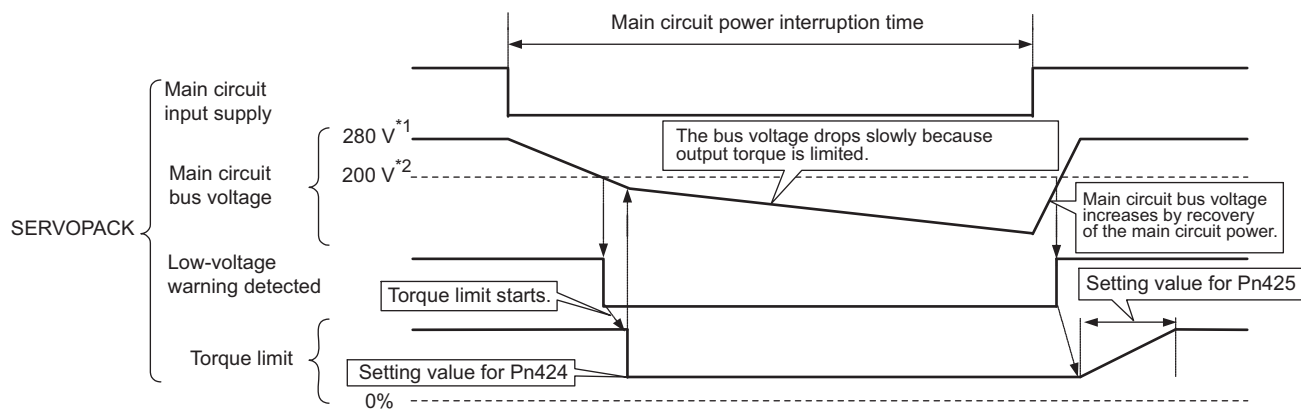 Main circuit power interruption time
Main circuit
input supply
280 V*1
The bus voltage drops slowly because
output torque is limited.
200 V*2
Main circuit
bus voltage
Main circuit bus voltage
increases by recovery
of the main circuit power.
SERVOPACK
Low-voltage
warning detected
Torque limit starts.
Setting value for Pn425
Torque limit
Setting value for Pn424
0%